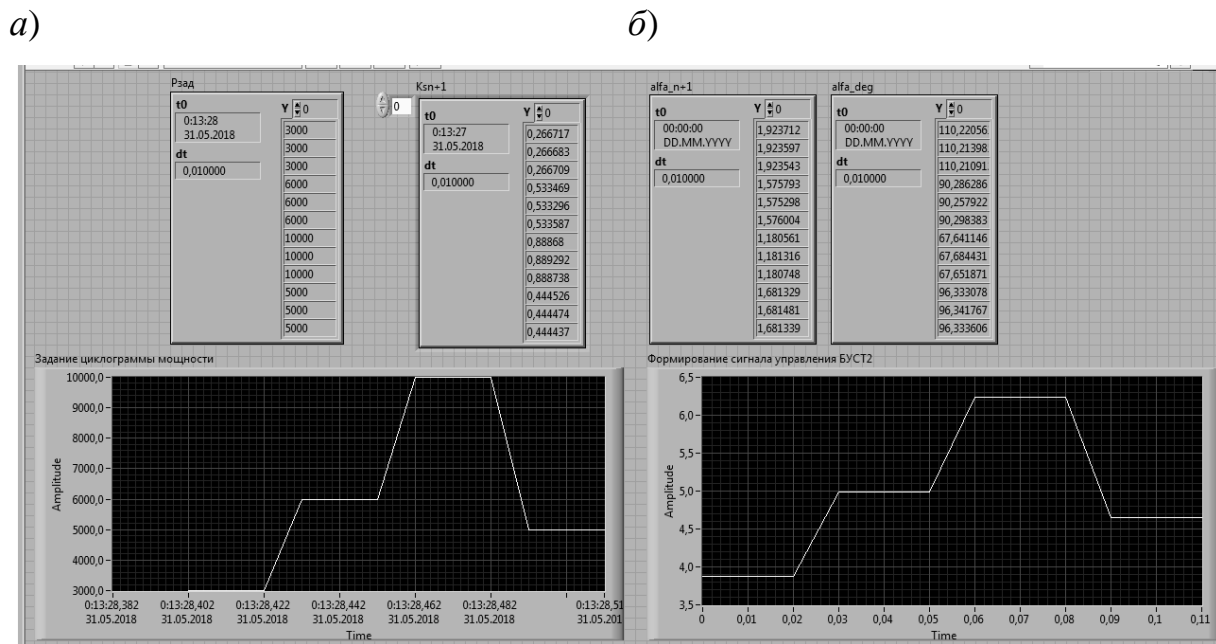 а) б)
Pзад
t0
0:13:28
31.05.2018
dt
0,010000
Y 0
3000
3000
3000
6000
6000
6000
10000
10000
10000
5000
5000
5000
0
Ksn+1
t0
0:13:27
31.05.2018
dt
0,010000
Y 0
0,266717
0,266683
0,266709
0,533469
0,533296
0,533587
0,88868
0,889292
0,888738
0,444526
0,444474
0,444437
alfa_n+1
t0
00:00:00
DD.MM.YYYY
dt
0,010000
Y 0
1,923712
1,923597
1,923543
1,575793
1,575298
1,576004
1,180561
1,181316
1,180748
1,681329
1,681481
1,681339
alfa_deg
t0
00:00:00
DD.MM.YYYY
dt
0,010000
Y 0
110,22056
110,21398
110,21091
90,286286
90,257922
90,298383
67,641146
67,684431
67,651871
96,333078
96,341767
96,333606
Задание циклограммы мощности
10000,0
9000,0
8000,0
7000,0
6000,0
5000,0
4000,0
3000,0
Amplitude
0:13:28,382 0:13:28,402 0:13:28,422 0:13:28,442 0:13:28,462 0:13:28,482 0:13:28,51
31.05.2018 31.05.2018 31.05.2018 31.05.2018 31.05.2018 31.05.2018 31.05.201
Time
Формирование сигнала управления БУСТ2
6,5
6,0
5,5
5,0
4,5
4,0
3,5
Amplitude
0 0,01 0,02 0,03 0,04 0,05 0,06 0,07 0,08 0,09 0,1 0,11
Time